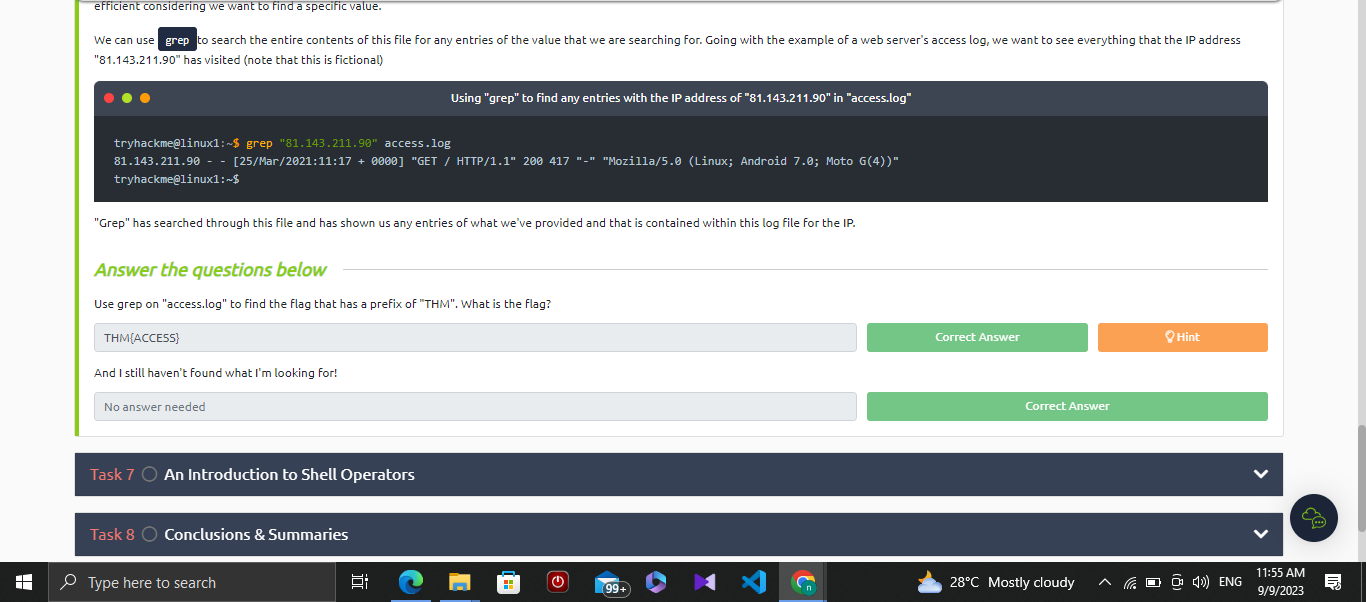 efficient considering we want to find a specific value.
We can use grep to search the entire contents of this file for any entries of the value that we are searching for. Going with the example of a web server's access log, we want to see everything that the IP address
"81.143.211.90" has visited (note that this is fictional)
Using "grep" to find any entries with the IP address of "81.143.211.90" in "access.log"
tryhackme@linux1:~$ grep "81.143.211.90" access.log
81.143.211.90 - - [25/Mar/2021:11:17 + 0000] "GET / HTTP/1.1" 200 417 "-" "Mozilla/5.0 (Linux; Android 7.0; Moto G(4))"
tryhackme@linux1:~$
"Grep" has searched through this file and has shown us any entries of what we've provided and that is contained within this log file for the IP.
Answer the questions below
Use grep on "access.log" to find the flag that has a prefix of "THM". What is the flag?
THM{ACCESS}
Correct Answer
Hint
And I still haven't found what I'm looking for!
No answer needed
Correct Answer
Task 7 An Introduction to Shell Operators
Task 8 Conclusions & Summaries
Type here to search
99+
n
28°C Mostly cloudy
ENG
11:55 AM
9/9/2023